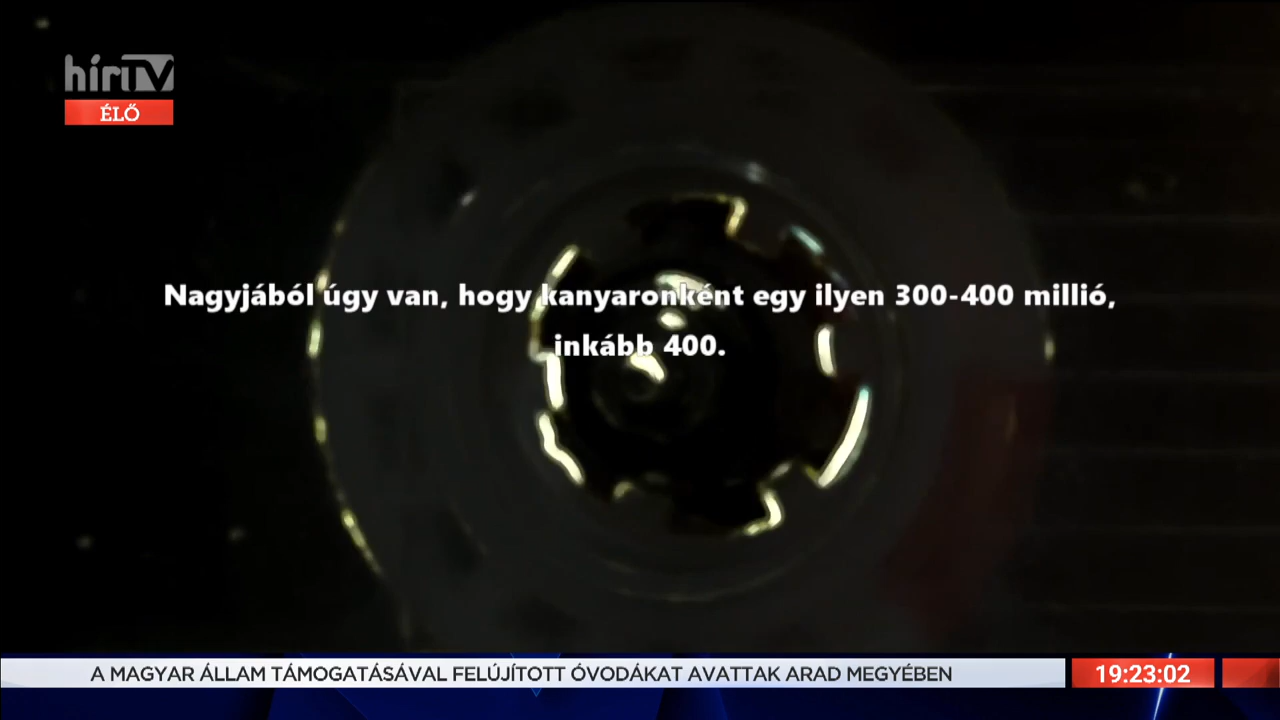 hírTV
ÉLŐ
Nagyjából úgy van, hogy kanyaronként egy ilyen 300-400 millió,
inkább 400.
A MAGYAR ÁLLAM TÁMOGATÁSÁVAL FELÚJÍTOTT ÓVODÁKAT AVATTAK ARAD MEGYÉBEN
19:23:02